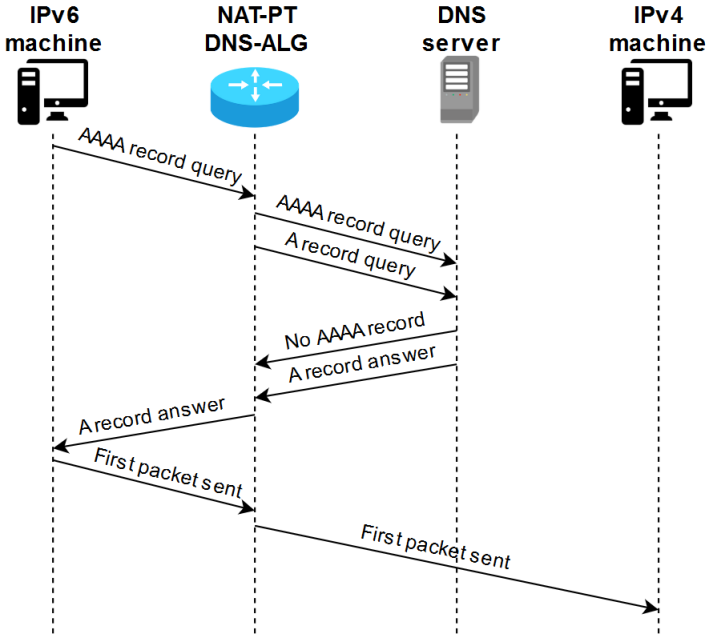 IPv6
machine
NAT-PT
DNS-ALG
DNS
server
IPv4
machine
AAAA record query
AAAA record query
A record query
No AAAA record
A record answer
A record answer
First packet sent
First packet sent